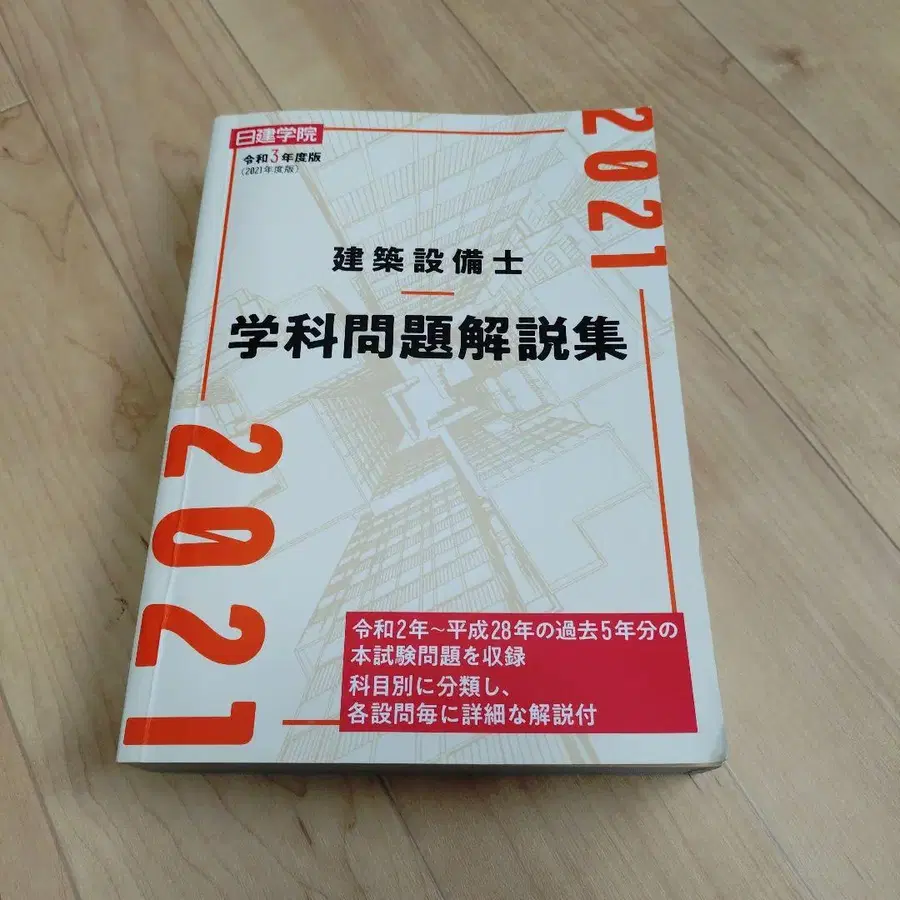 日建学院
令和3年度版
(2021年度版)
2021
建築設備士
学科問題解説集
2021
令和2年~平成28年の過去5年分の
本試験問題を収録
科目別に分類し、
各設問毎に詳細な解説付